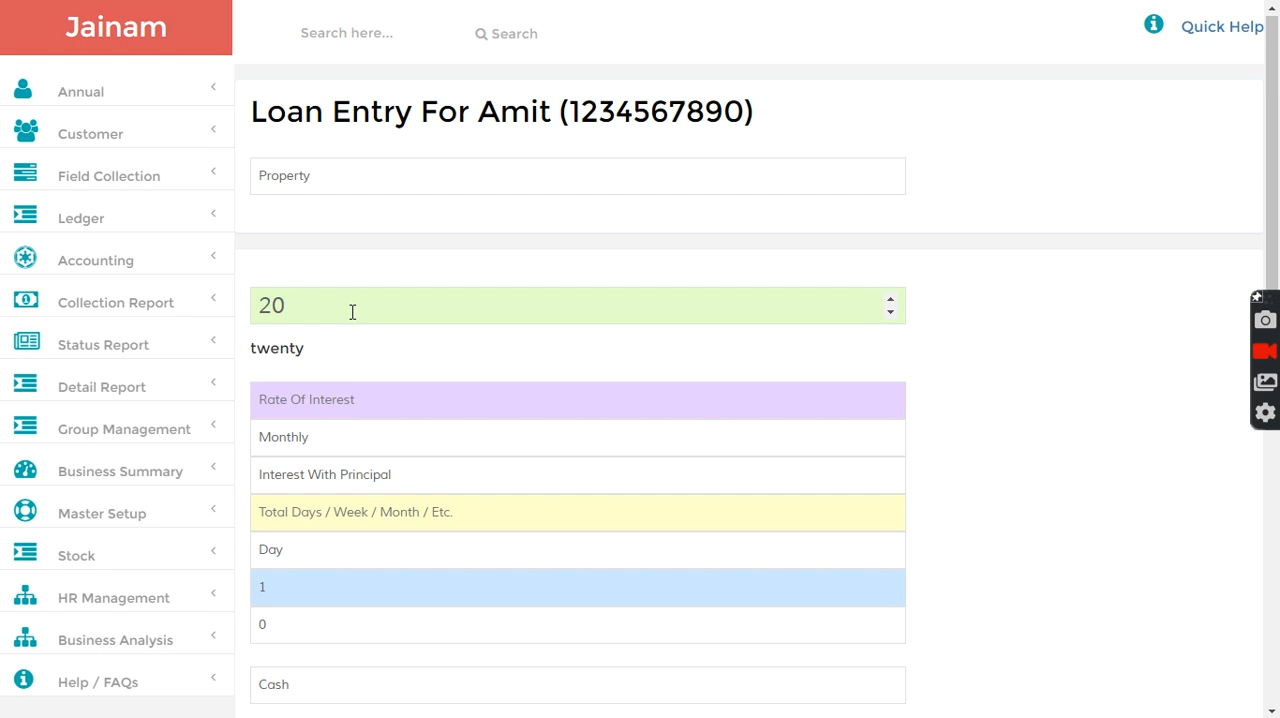 Jainam
Search here...
Search
Quick Help
Annual
Customer
Field Collection
Ledger
Accounting
Collection Report
Status Report
Detail Report
Group Management
Business Summary
Master Setup
Stock
HR Management
Business Analysis
Help / FAQs
Loan Entry For Amit (1234567890)
Property
20
twenty
Rate Of Interest
Monthly
Interest With Principal
Total Days / Week / Month / Etc.
Day
1
0
Cash